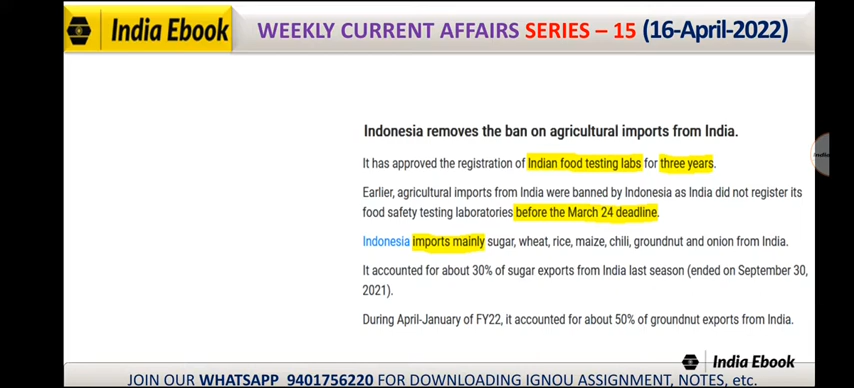 India Ebook
WEEKLY CURRENT AFFAIRS SERIES – 15 (16-April-2022)
Indonesia removes the ban on agricultural imports from India.
It has approved the registration of Indian food testing labs for three years.
Earlier, agricultural imports from India were banned by Indonesia as India did not register its
food safety testing laboratories before the March 24 deadline.
Indonesia imports mainly sugar, wheat, rice, maize, chili, groundnut and onion from India.
It accounted for about 30% of sugar exports from India last season (ended on September 30,
2021).
During April-January of FY22, it accounted for about 50% of groundnut exports from India.
India Ebook
JOIN OUR WHATSAPP 9401756220 FOR DOWNLOADING IGNOU ASSIGNMENT, NOTES, etc.